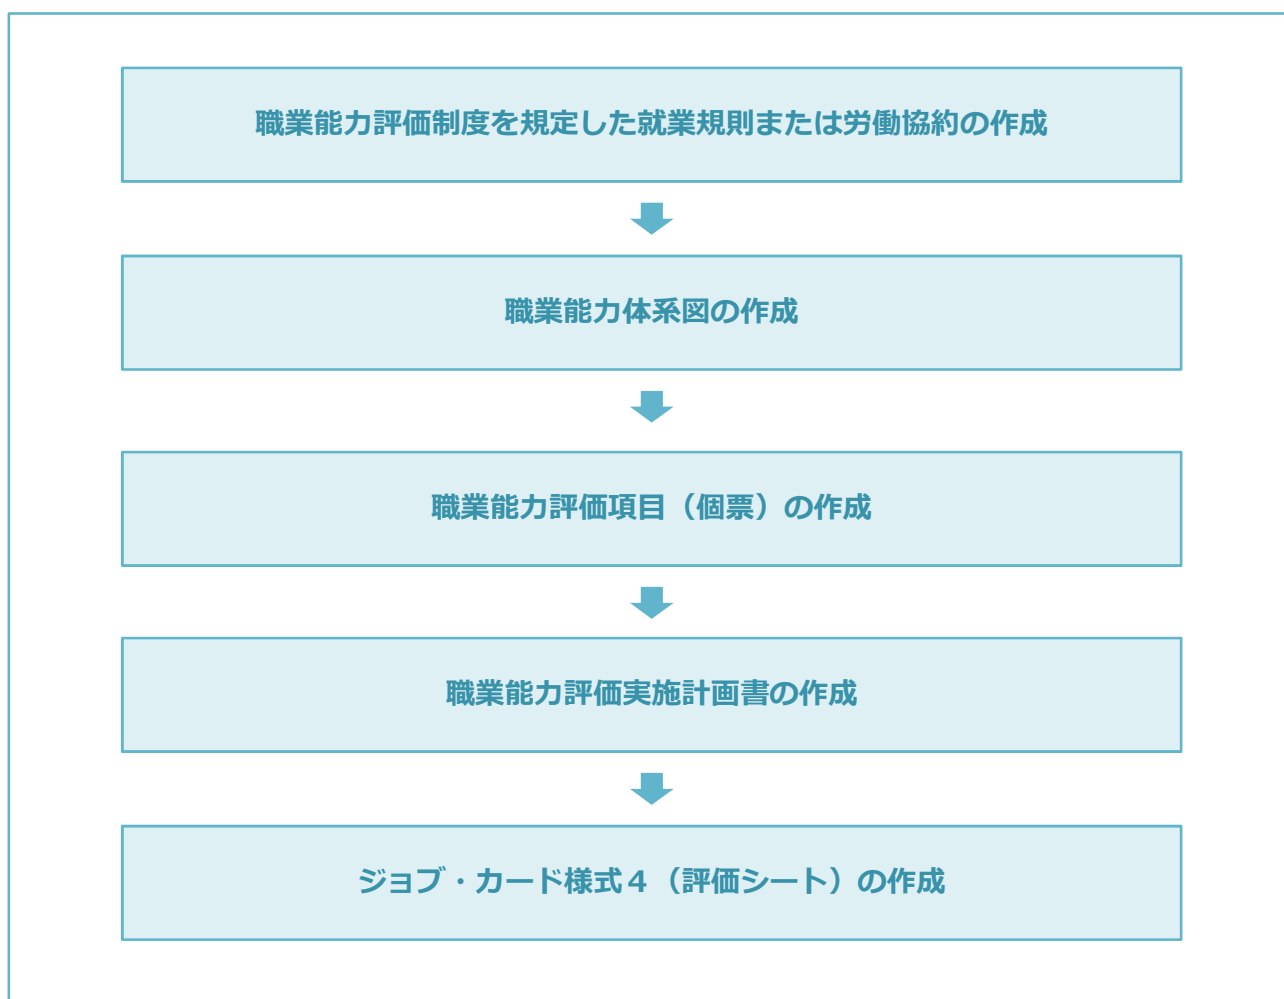 職業能力評価制度を規定した就業規則または労働協約の作成
職業能力体系図の作成
職業能力評価項目（個票）の作成
職業能力評価実施計画書の作成
ジョブ・カード様式４（評価シート）の作成